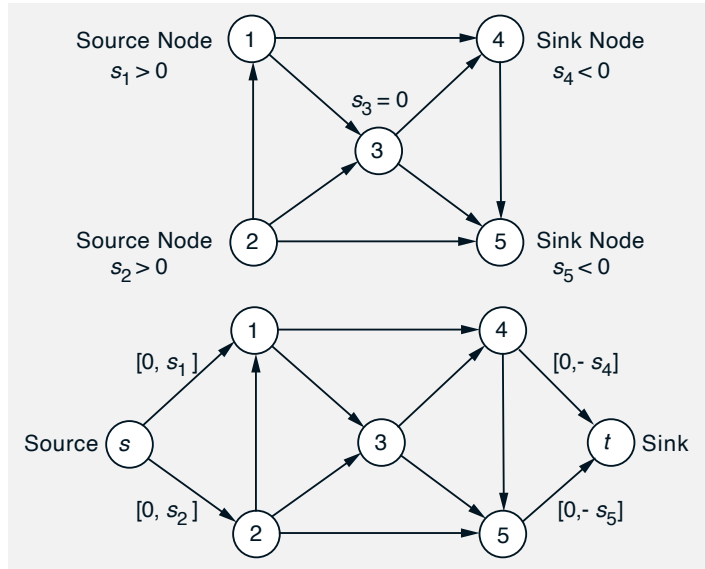 Source Node
s1 > 0
1
4
Sink Node
s4 < 0
s3 = 0
3
Source Node
s2 > 0
2
5
Sink Node
s5 < 0
1
4
[0, s1 ]
[0,- s4]
Source
s
3
t
Sink
[0, s2 ]
[0,- s5]
2
5